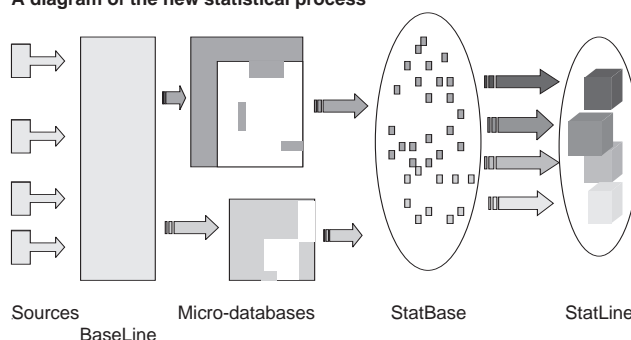 A diagram of the new statistical process
Sources Micro-databases StatBase StatLine
BaseLine